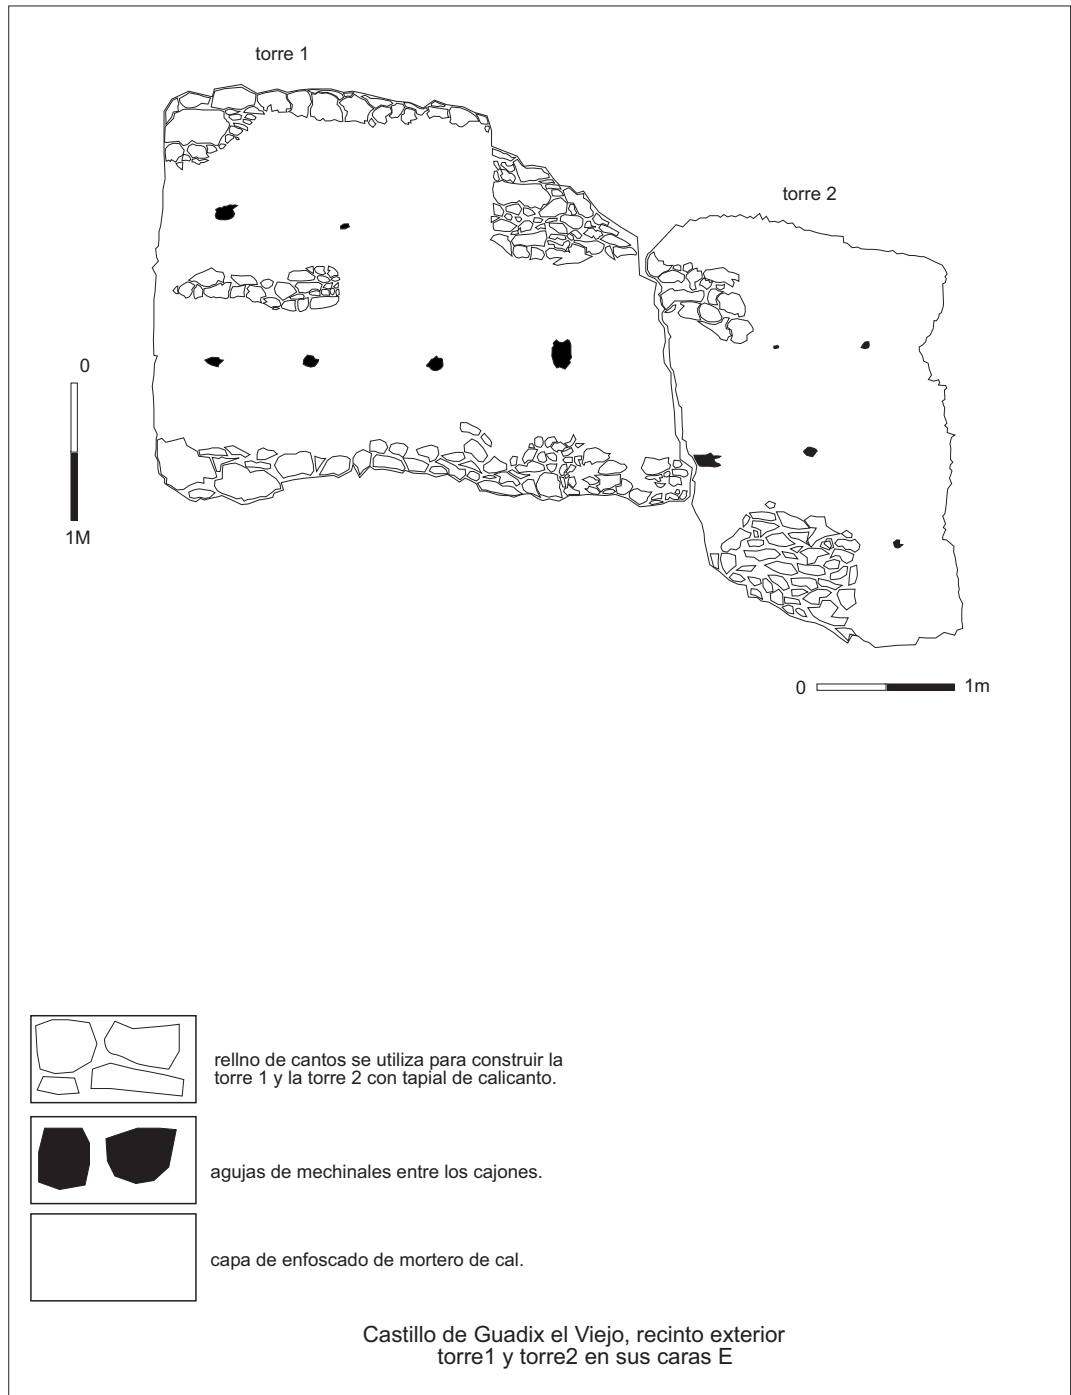 torre 1
torre 2
0
1M
0 1m
rellno de cantos se utiliza para construir la
torre 1 y la torre 2 con tapial de calicanto.
agujas de mechinales entre los cajones.
capa de enfoscado de mortero de cal.
Castillo de Guadix el Viejo, recinto exterior
torre1 y torre2 en sus caras E